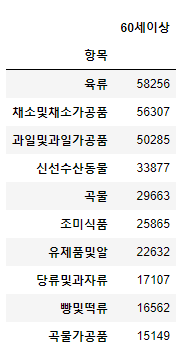 60세이상
항목
육류 58256
채소및채소가공품 56307
과일및과일가공품 50285
신선수산동물 33877
곡물 29663
조미식품 25865
유제품및알 22632
당류및과자류 17107
빵및떡류 16562
곡물가공품 15149